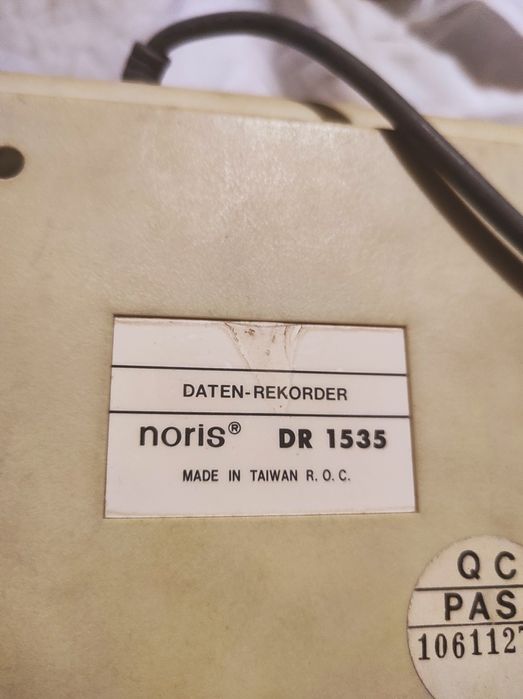 DATEN-REKORDER
noris® DR 1535
MADE IN TAIWAN R. O. C.
QC
PAS
106112